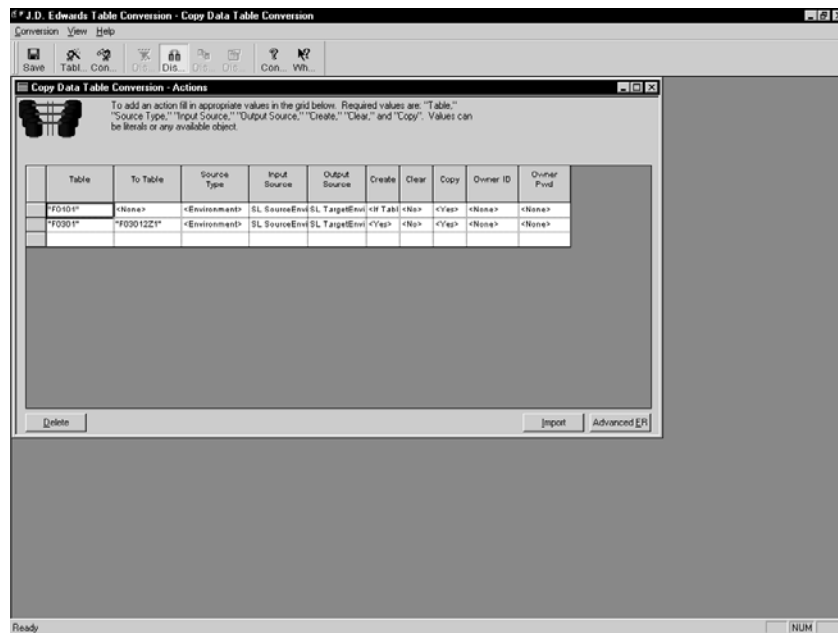 J.D. Edwards Table Conversion - Copy Data Table Conversion
Conversion View Help
Save Tabl... Con... Dis... Dis... Dis... Dis... Con... Wh...
Copy Data Table Conversion - Actions
To add an action fill in appropriate values in the grid below. Required values are: "Table,"
"Source Type," "Input Source," "Output Source," "Create," "Clear," and "Copy". Values can
be literals or any available object.
Table To Table Source Type Input Source Output Source Create Clear Copy Owner ID Owner Pwd
"F0101" <None> <Environment> SL SourceEnvi SL TargetEnvi <If Tabl <No> <Yes> <None> <None>
"F0301" "F03012Z1" <Environment> SL SourceEnvi SL TargetEnvi <Yes> <No> <Yes> <None> <None>
Delete Import Advanced ER
Ready NUM